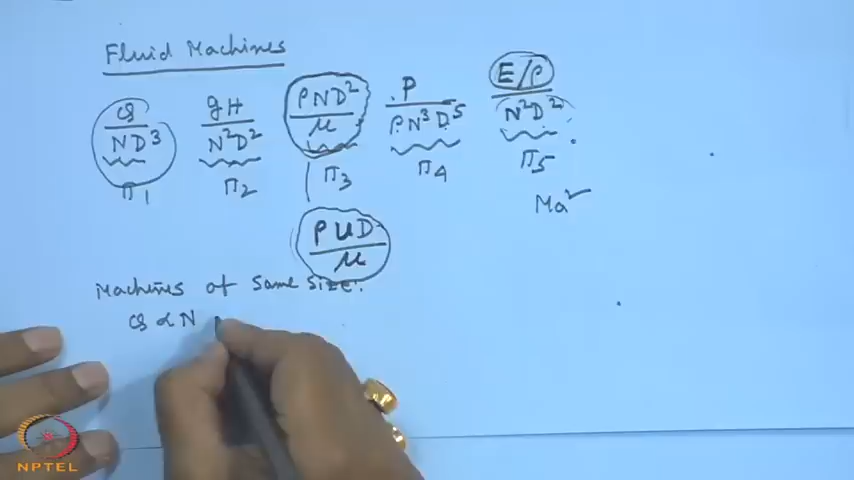 Fluid Machines
Q/ND³ gH/N²D² ρND²/μ P/ρN³D⁵ E/ρ/N²D²
π₁ π₂ π₃ π₄ π₅
Ma²
ρUD/μ
Machines of same size:
Q ∝ N
NPTEL